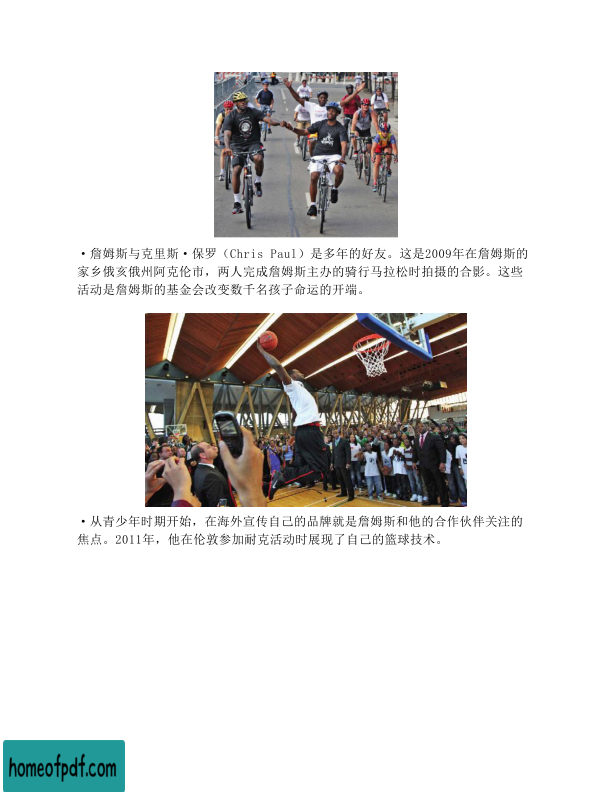 ·詹姆斯与克里斯·保罗（Chris Paul）是多年的好友。这是2009年在詹姆斯的
家乡俄亥俄州阿克伦市，两人完成詹姆斯主办的骑行马拉松时拍摄的合影。这些
活动是詹姆斯的基金会改变数千名孩子命运的开端。
·从青少年时期开始，在海外宣传自己的品牌就是詹姆斯和他的合作伙伴关注的
焦点。2011年，他在伦敦参加耐克活动时展现了自己的篮球技术。
homeofpdf.com